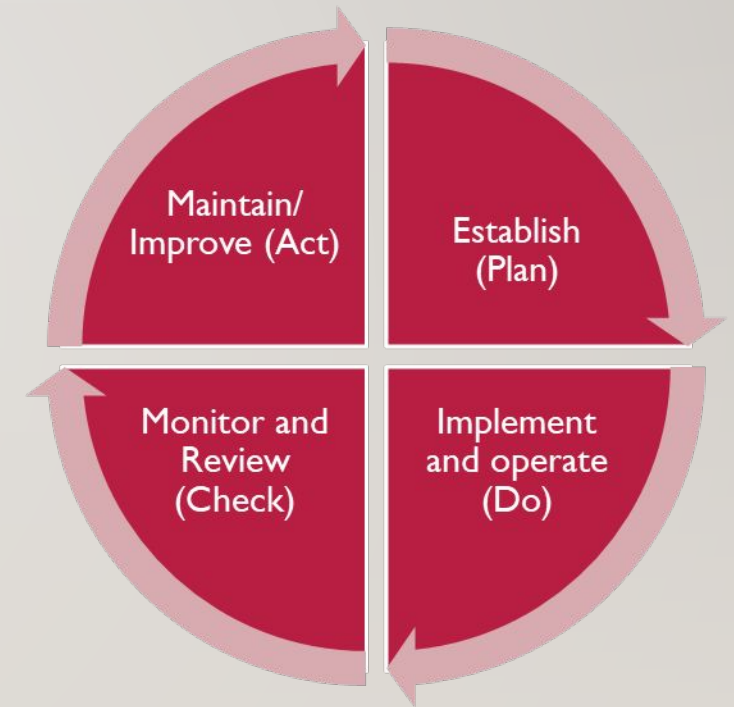 Maintain/
Improve (Act)
Establish
(Plan)
Monitor and
Review
(Check)
Implement
and operate
(Do)